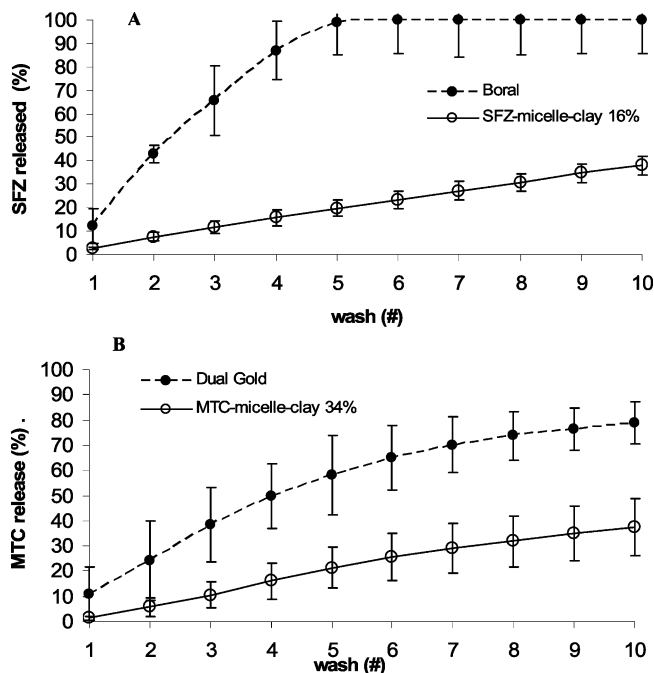 A
100
90
80
70
60
50
40
30
20
10
0
SFZ released (%)
Boral
SFZ-micelle-clay 16%
1 2 3 4 5 6 7 8 9 10
wash (#)
B
100
90
80
70
60
50
40
30
20
10
0
MTC release (%) .
Dual Gold
MTC-micelle-clay 34%
1 2 3 4 5 6 7 8 9 10
wash (#)